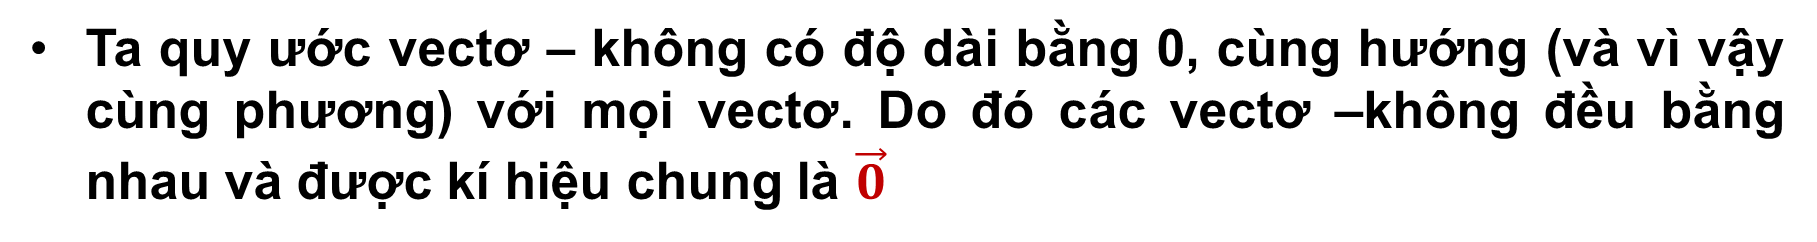 • Ta quy ước vectơ – không có độ dài bằng 0, cùng hướng (và vì vậy
cùng phương) với mọi vectơ. Do đó các vectơ –không đều bằng
nhau và được kí hiệu chung là $\vec{0}$